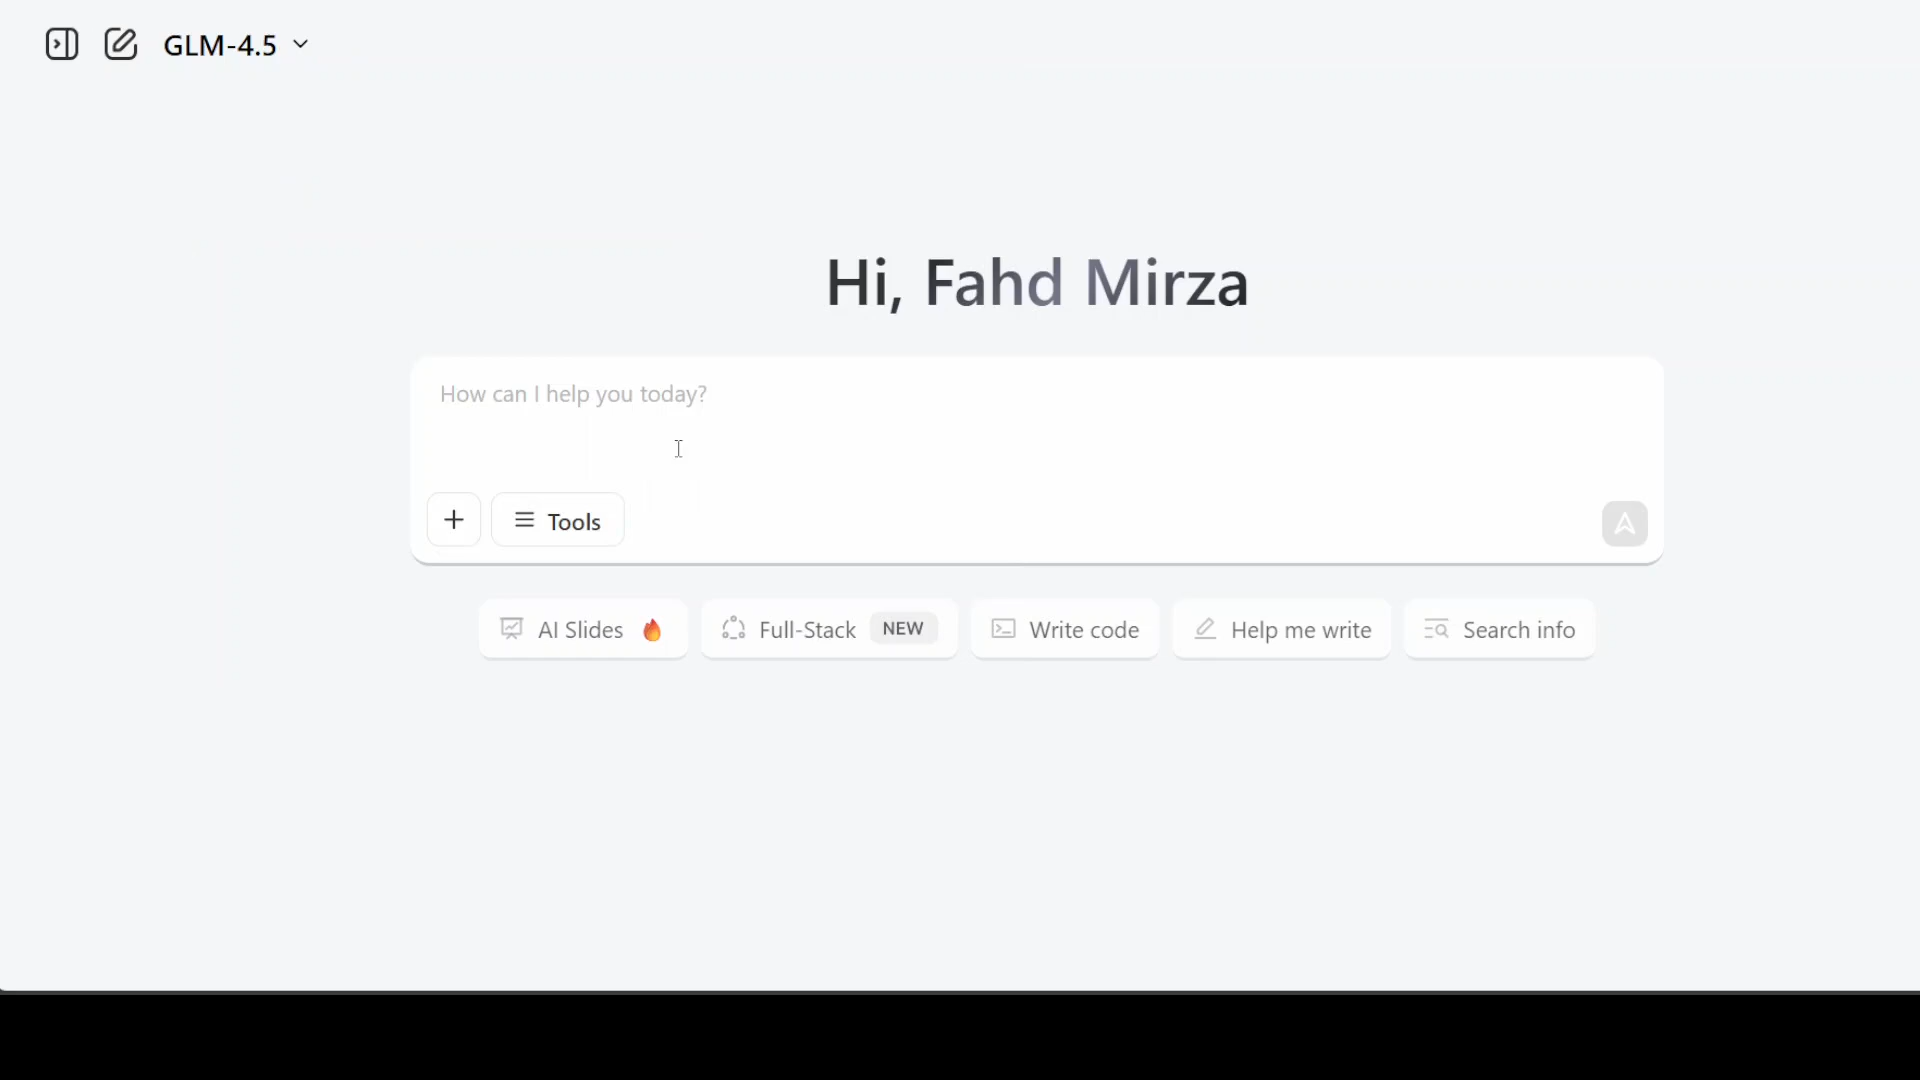 GLM-4.5
Hi, Fahd Mirza
How can I help you today?
Tools
AI Slides
Full-Stack NEW
Write code
Help me write
Search info